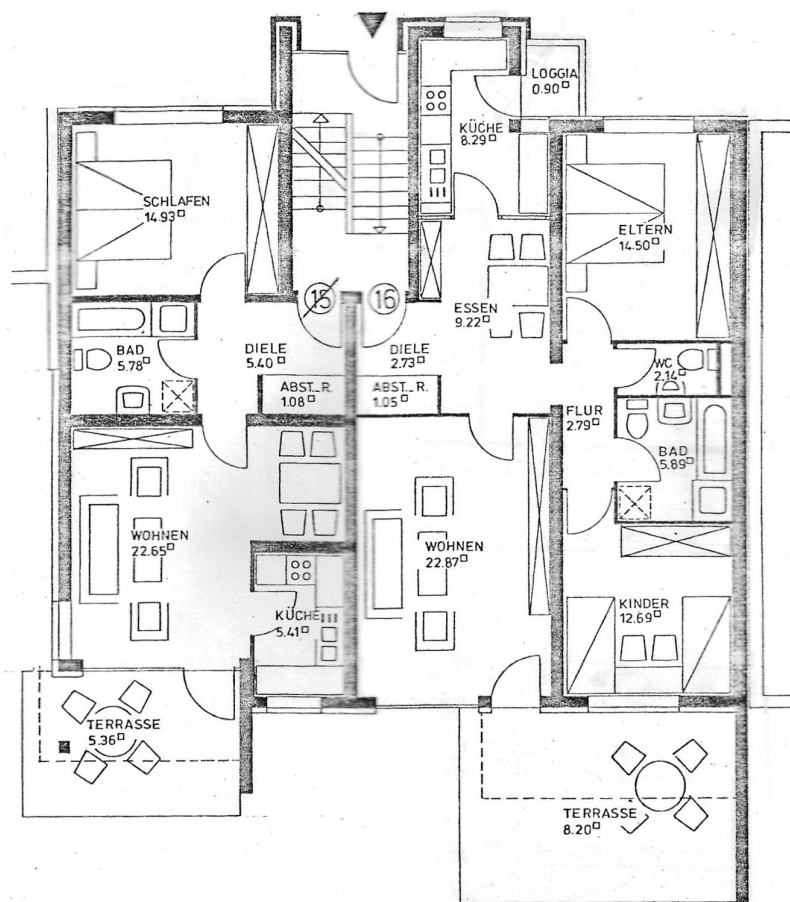 LOGGIA
0.90
KÜCHE
8.29
SCHLAFEN
14.93
ELTERN
14.50
15
16
ESSEN
9.22
BAD
5.78
DIELE
5.40
DIELE
2.73
WC
2.14
ABST._R.
1.08
ABST._R.
1.05
FLUR
2.79
BAD
5.89
WOHNEN
22.65
WOHNEN
22.87
KÜCHE
5.41
KINDER
12.69
TERRASSE
5.36
TERRASSE
8.20